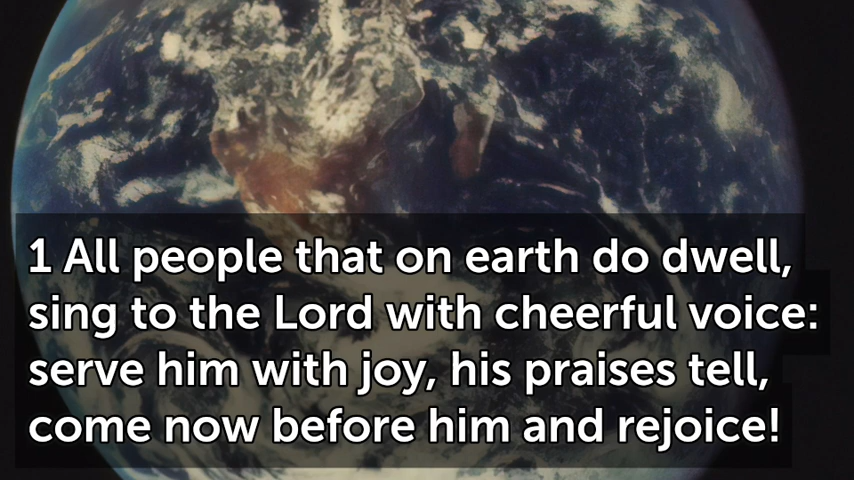 1 All people that on earth do dwell,
sing to the Lord with cheerful voice:
serve him with joy, his praises tell,
come now before him and rejoice!